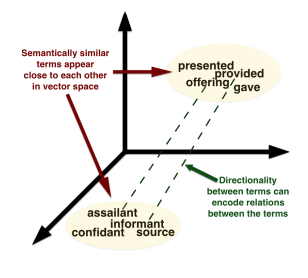 Semantically similar
terms appear
close to each other
in vector space
presented
provided
offering
gave
Directionality
between terms can
encode relations
between the terms
assailant
informant
confidant
source